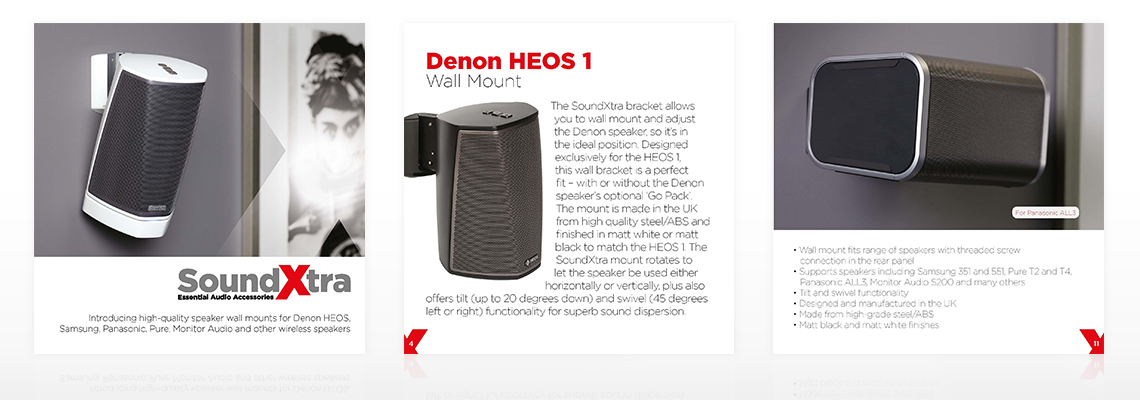 SoundXtra
Essential Audio Accessories
Introducing high-quality speaker wall mounts for Denon HEOS,
Samsung, Panasonic, Pure, Monitor Audio and other wireless speakers
Denon HEOS 1
Wall Mount
The SoundXtra bracket allows
you to wall mount and adjust
the Denon speaker, so it's in
the ideal position. Designed
exclusively for the HEOS 1,
this wall bracket is a perfect
fit – with or without the Denon
speaker's optional 'Go Pack'.
The mount is made in the UK
from high quality steel/ABS and
finished in matt white or matt
black to match the HEOS 1. The
SoundXtra mount rotates to
let the speaker be used either
horizontally or vertically, plus also
offers tilt (up to 20 degrees down) and swivel (45 degrees
left or right) functionality for superb sound dispersion.
4
For Panasonic ALL3
• Wall mount fits range of speakers with threaded screw
connection in the rear panel
• Supports speakers including Samsung 351 and 551, Pure T2 and T4,
Panasonic ALL3, Monitor Audio S200 and many others
• Tilt and swivel functionality
• Designed and manufactured in the UK
• Made from high-grade steel/ABS
• Matt black and matt white finishes
11